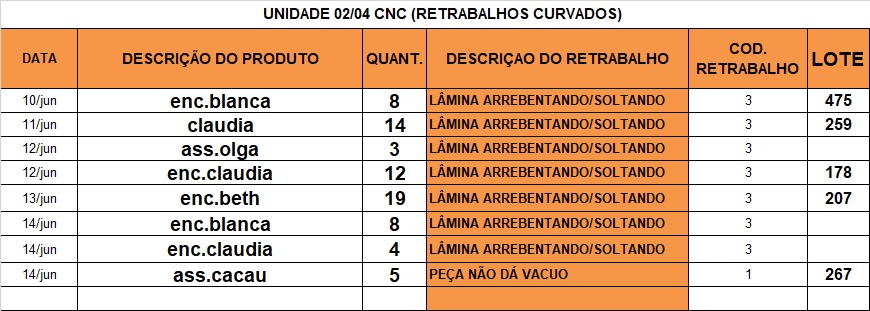 UNIDADE 02/04 CNC (RETRABALHOS CURVADOS)
DATA DESCRIÇÃO DO PRODUTO QUANT. DESCRIÇAO DO RETRABALHO COD. RETRABALHO LOTE
10/jun enc.blanca 8 LÂMINA ARREBENTANDO/SOLTANDO 3 475
11/jun claudia 14 LÂMINA ARREBENTANDO/SOLTANDO 3 259
12/jun ass.olga 3 LÂMINA ARREBENTANDO/SOLTANDO 3
12/jun enc.claudia 12 LÂMINA ARREBENTANDO/SOLTANDO 3 178
13/jun enc.beth 19 LÂMINA ARREBENTANDO/SOLTANDO 3 207
14/jun enc.blanca 8 LÂMINA ARREBENTANDO/SOLTANDO 3
14/jun enc.claudia 4 LÂMINA ARREBENTANDO/SOLTANDO 3
14/jun ass.cacau 5 PEÇA NÃO DÁ VACUO 1 267